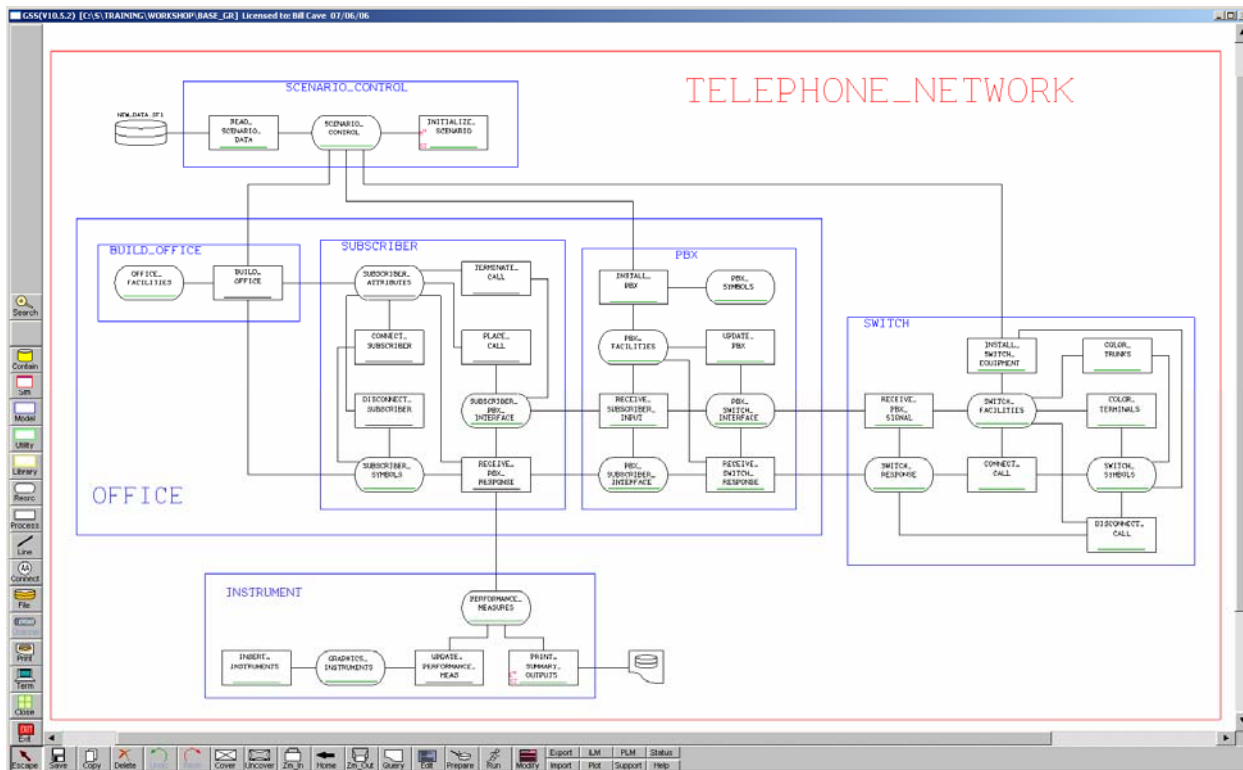 GSS(V10.5.2) [C:\S\TRAINING\WORKSHOP\BASE_GR] Licensed to: Bill Cave 07/06/06
TELEPHONE_NETWORK
SCENARIO_CONTROL
NEW_DATA.SF1
READ_
SCENARIO_
DATA
SCENARIO_
CONTROL
INITIALIZE_
SCENARIO
OFFICE
BUILD_OFFICE
OFFICE_
FACILITIES
BUILD_
OFFICE
SUBSCRIBER
SUBSCRIBER_
ATTRIBUTES
TERMINATE_
CALL
CONNECT_
SUBSCRIBER
PLACE_
CALL
DISCONNECT_
SUBSCRIBER
SUBSCRIBER_
PBX_
INTERFACE
SUBSCRIBER_
SYMBOLS
RECEIVE_
PBX_
RESPONSE
PBX
INSTALL_
PBX
PBX_
SYMBOLS
PBX_
FACILITIES
UPDATE_
PBX
RECEIVE_
SUBSCRIBER_
INPUT
PBX_
SWITCH_
INTERFACE
PBX_
SUBSCRIBER_
INTERFACE
RECEIVE_
SWITCH_
RESPONSE
SWITCH
INSTALL_
SWITCH_
EQUIPMENT
COLOR_
TRUNKS
RECEIVE_
PBX_
SIGNAL
SWITCH_
FACILITIES
COLOR_
TERMINALS
SWITCH_
RESPONSE
CONNECT_
CALL
SWITCH_
SYMBOLS
DISCONNECT_
CALL
INSTRUMENT
PERFORMANCE_
MEASURES
INSERT_
INSTRUMENTS
GRAPHICS_
INSTRUMENTS
UPDATE_
PERFORMANCE_
MEAS
PRINT_
SUMMARY_
OUTPUTS
Search
Contain
Sim
Model
Utility
Library
Resrc
Process
Line
AA
Connect
File
Print
Term
Close
EXIT
Exit
Escape
Save
Copy
Delete
Undo
Cover
Uncover
Zm_In
Home
Zm_Out
Query
Edit
Prepare
Run
Modify
Export
ILM
PLM
Status
Import
Plot
Support
Help